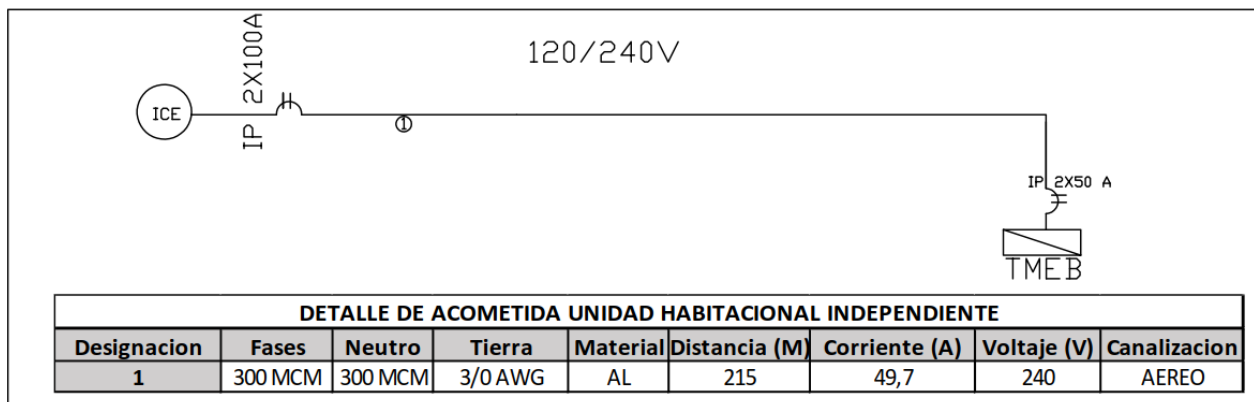 120/240V
IP 2X100A
ICE
1
IP 2X50 A
TMEB
DETALLE DE ACOMETIDA UNIDAD HABITACIONAL INDEPENDIENTE
Designacion Fases Neutro Tierra Material Distancia (M) Corriente (A) Voltaje (V) Canalizacion
1 300 MCM 300 MCM 3/0 AWG AL 215 49,7 240 AEREO